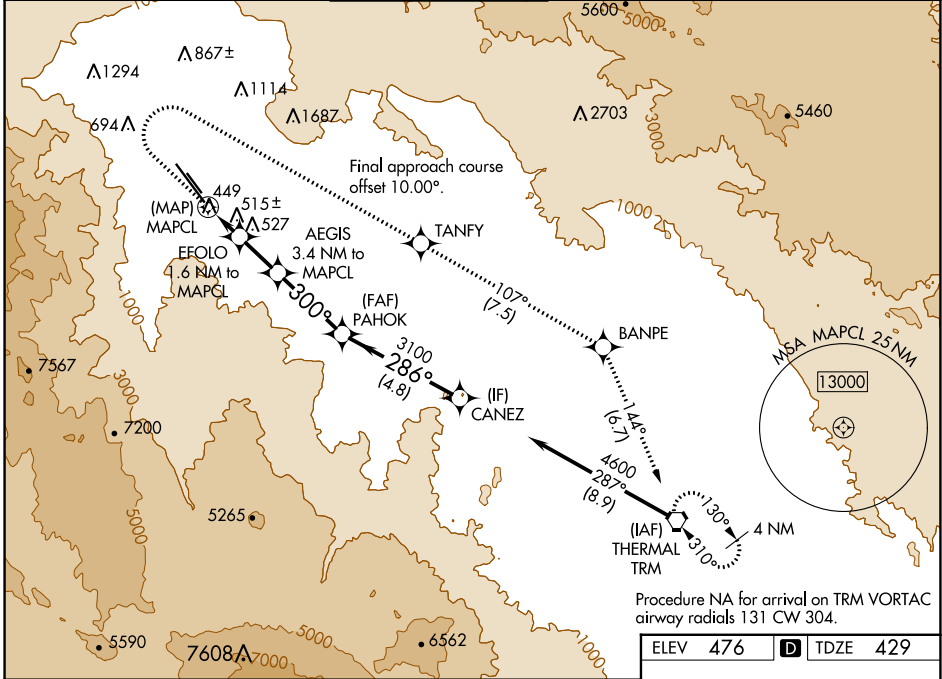 5600
5000
1000
867±
1294
1114
1687
2703
5460
3000
694
Final approach course
offset 10.00°.
449
515±
527
(MAP)
MAPCL
TANFY
1000
EFOLO
1.6 NM to
MAPCL
AEGIS
3.4 NM to
MAPCL
300°
(FAF)
PAHOK
107°
(7.5)
BANPE
1000
3100
286°
(4.8)
(IF)
CANEZ
MSA MAPCL 25 NM
13000
7567
3000
7200
144°
(6.7)
4600
287°
(8.9)
5265
(IAF)
THERMAL
TRM
130°
310°
4 NM
5000
Procedure NA for arrival on TRM VORTAC
airway radials 131 CW 304.
5590
7608
5000
7000
6562
3000
1000
ELEV 476 D TDZE 429